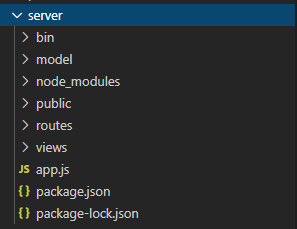 server
bin
model
node_modules
public
routes
views
JS app.js
{} package.json
{} package-lock.json